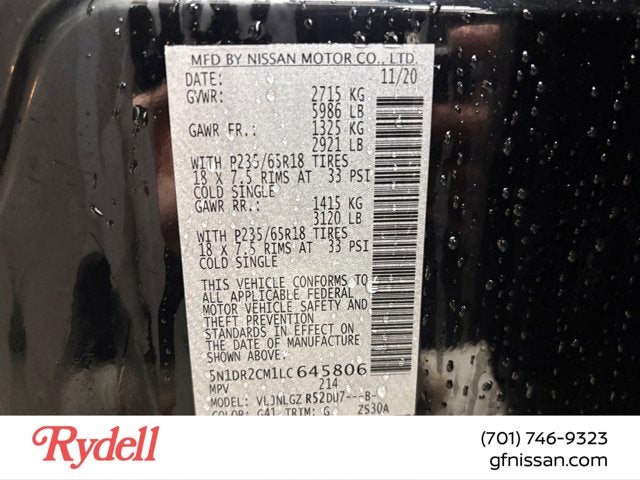 MFD BY NISSAN MOTOR CO., LTD.
DATE: 11/20
GVWR: 2715 KG
5986 LB
GAWR FR.: 1325 KG
2921 LB
WITH P235/65R18 TIRES
18 X 7.5 RIMS AT 33 PSI
COLD SINGLE
GAWR RR.: 1415 KG
3120 LB
WITH P235/65R18 TIRES
18 X 7.5 RIMS AT 33 PSI
COLD SINGLE
THIS VEHICLE CONFORMS TO
ALL APPLICABLE FEDERAL
MOTOR VEHICLE SAFETY AND
THEFT PREVENTION
STANDARDS IN EFFECT ON
THE DATE OF MANUFACTURE
SHOWN ABOVE.
5N1DR2CM1LC645806
MPV 214
MODEL: VLJNLGZ R52DU7---B-
COLOR: G41 TRIM: G ZS30A
Rydell
(701) 746-9323
gfnissan.com